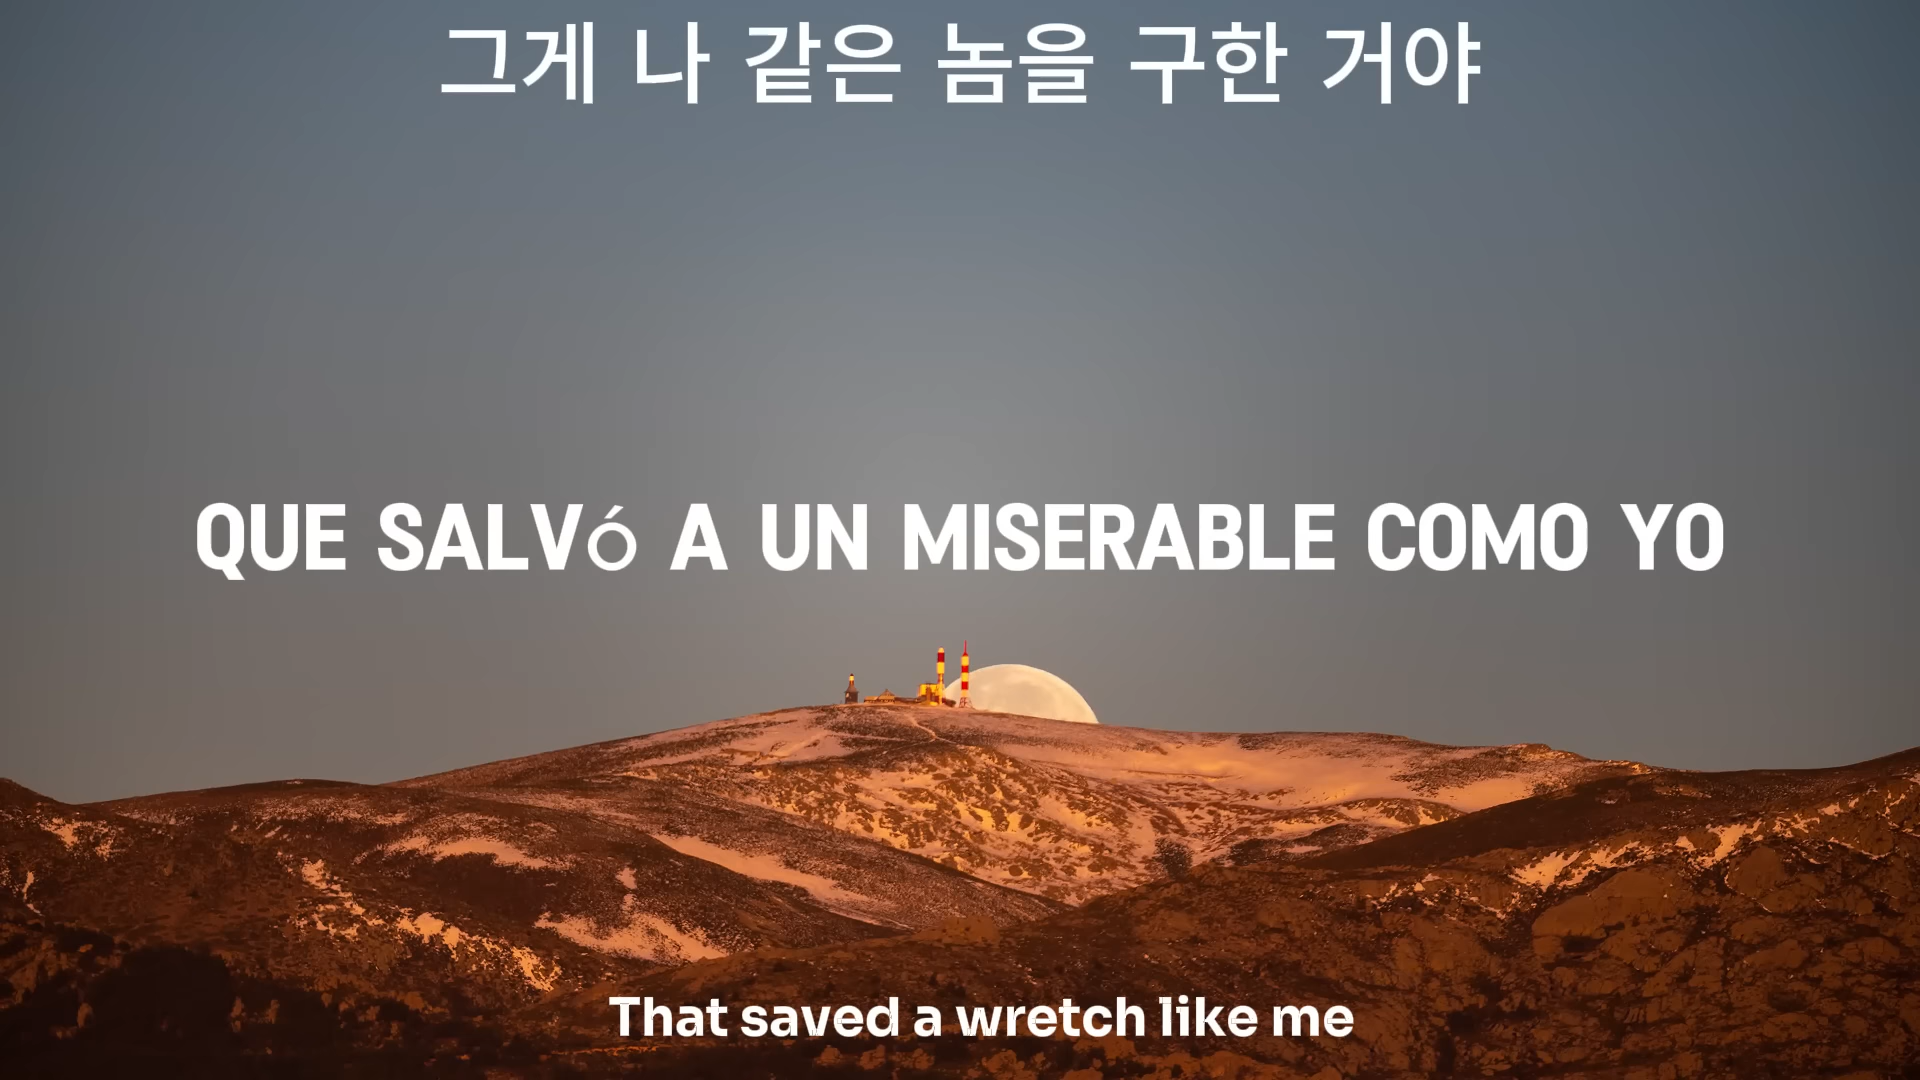 그게 나 같은 놈을 구한 거야
QUE SALVó A UN MISERABLE COMO YO
That saved a wretch like me